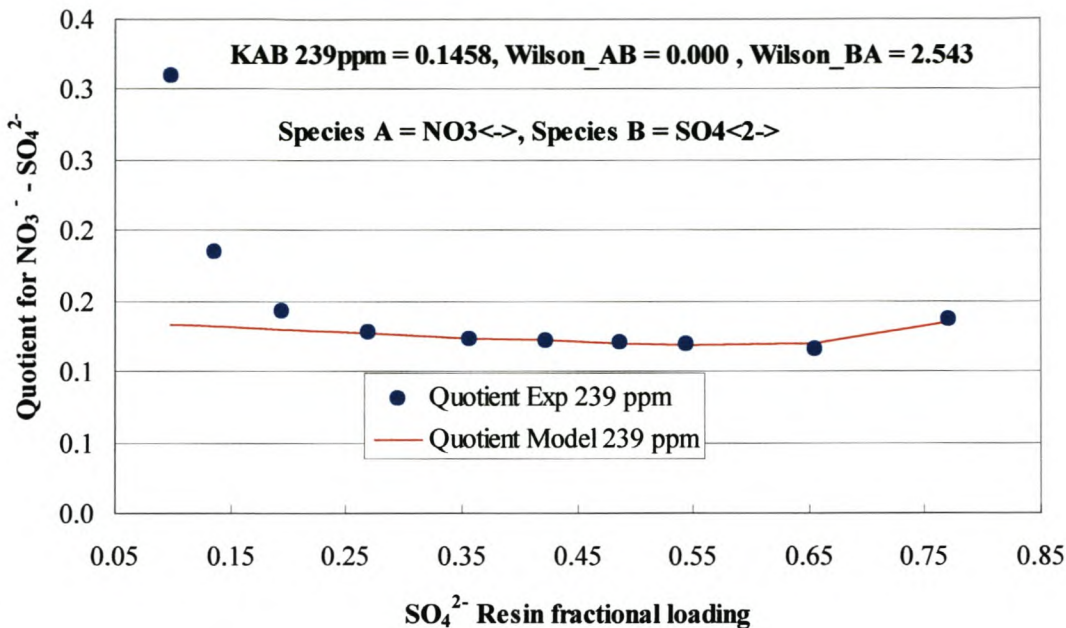 KAB 239ppm = 0.1458, Wilson_AB = 0.000 , Wilson_BA = 2.543
Species A = NO3<->, Species B = SO4<2->
Quotient for NO₃⁻ - SO₄²⁻
0.4
0.3
0.3
0.2
0.2
0.1
0.1
0.0
Quotient Exp 239 ppm
Quotient Model 239 ppm
0.05 0.15 0.25 0.35 0.45 0.55 0.65 0.75 0.85
SO₄²⁻ Resin fractional loading